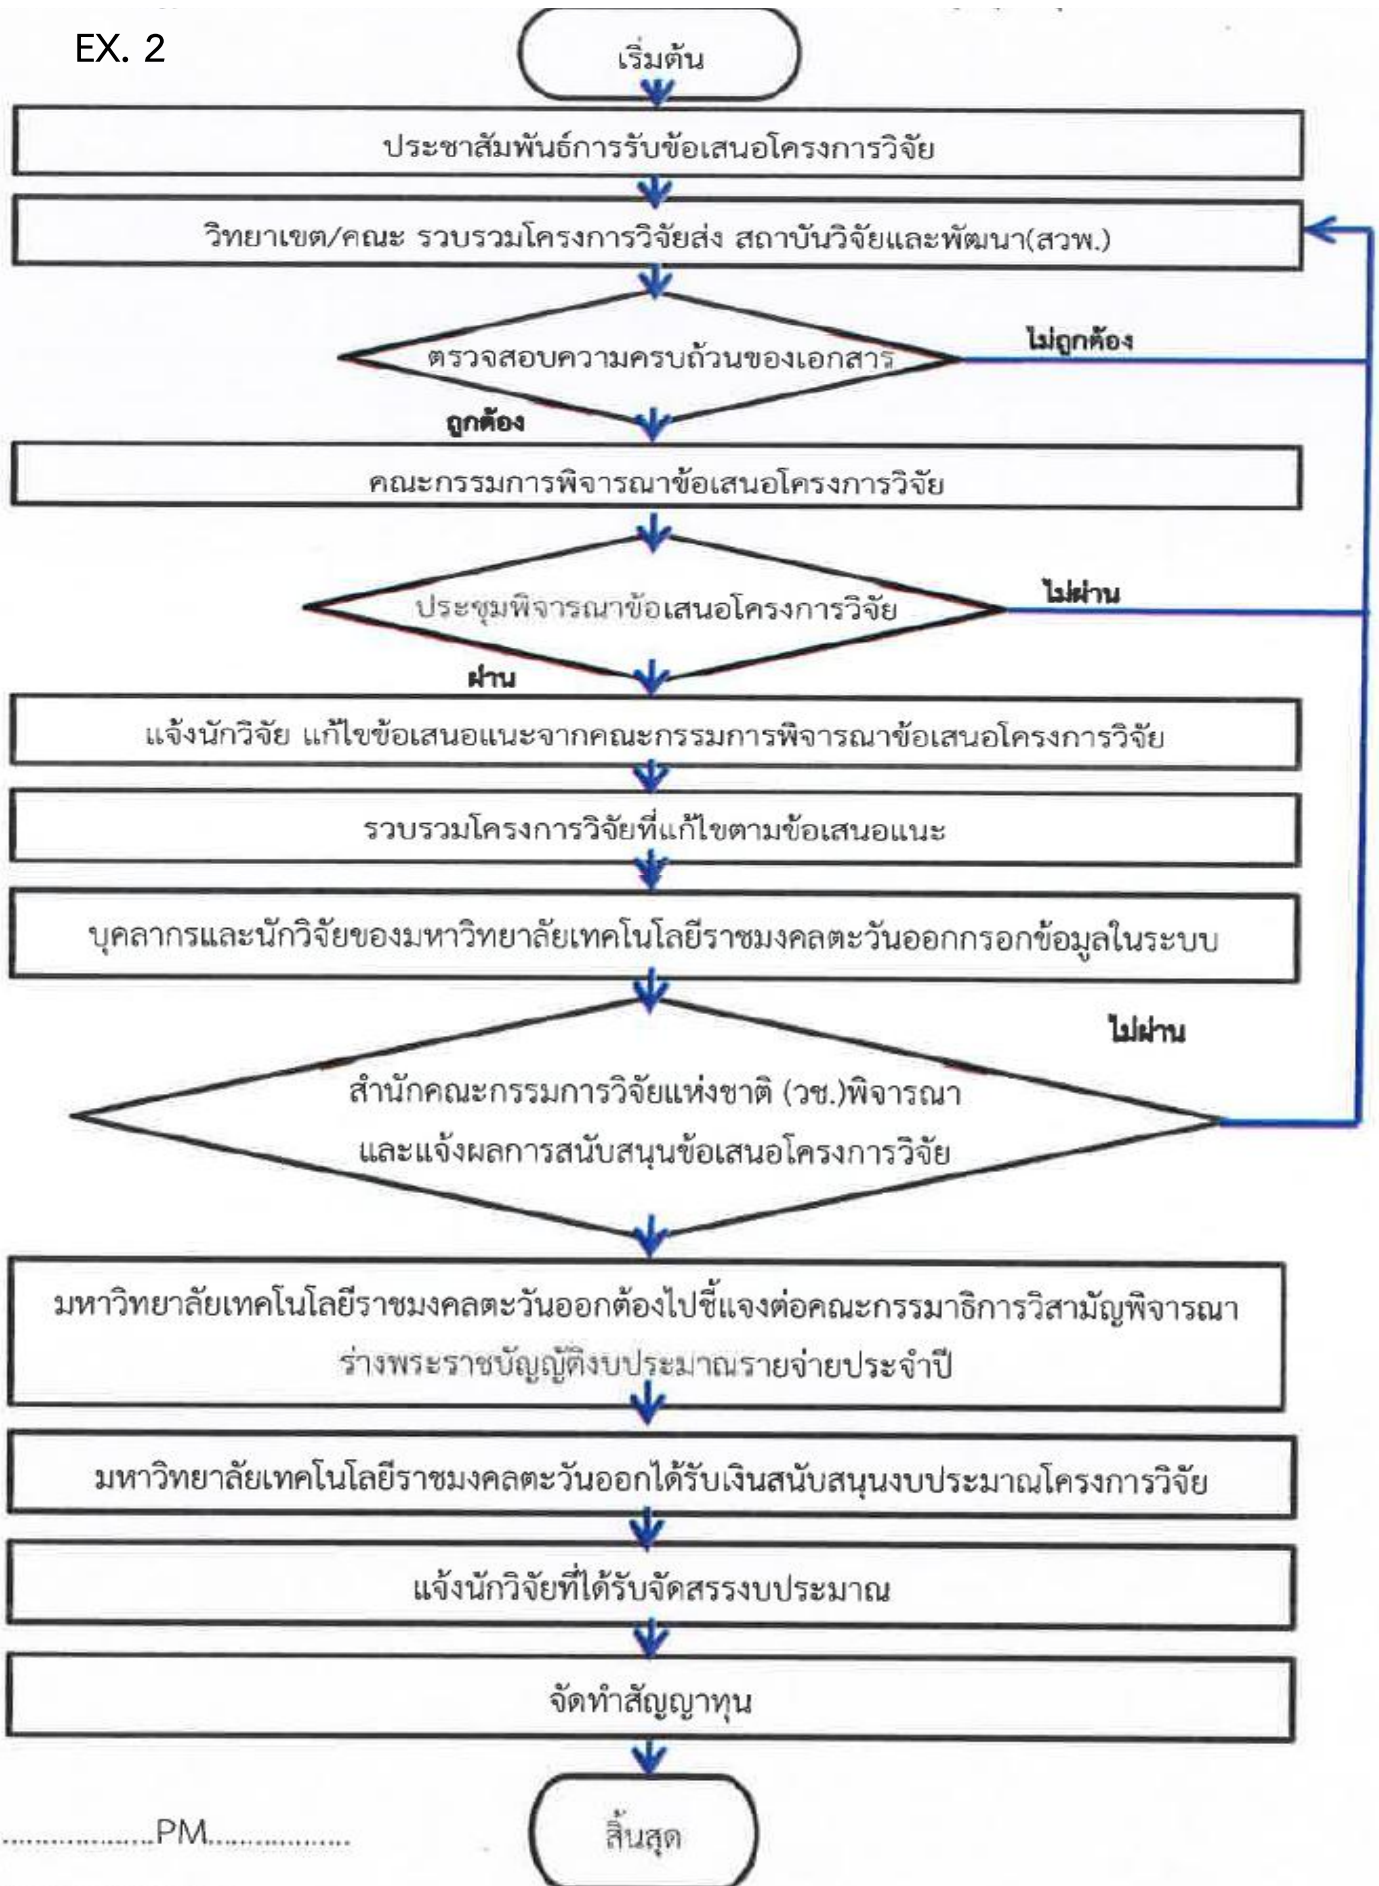 EX. 2
เริ่มต้น
ประชาสัมพันธ์การรับข้อเสนอโครงการวิจัย
วิทยาเขต/คณะ รวบรวมโครงการวิจัยส่ง สถาบันวิจัยและพัฒนา(สวพ.)
ไม่ถูกต้อง
ตรวจสอบความครบถ้วนของเอกสาร
ถูกต้อง
คณะกรรมการพิจารณาข้อเสนอโครงการวิจัย
ไม่ผ่าน
ประชุมพิจารณาข้อเสนอโครงการวิจัย
ผ่าน
แจ้งนักวิจัย แก้ไขข้อเสนอแนะจากคณะกรรมการพิจารณาข้อเสนอโครงการวิจัย
รวบรวมโครงการวิจัยที่แก้ไขตามข้อเสนอแนะ
บุคลากรและนักวิจัยของมหาวิทยาลัยเทคโนโลยีราชมงคลตะวันออกกรอกข้อมูลในระบบ
ไม่ผ่าน
สำนักคณะกรรมการวิจัยแห่งชาติ (วช.)พิจารณา
และแจ้งผลการสนับสนุนข้อเสนอโครงการวิจัย
มหาวิทยาลัยเทคโนโลยีราชมงคลตะวันออกต้องไปชี้แจงต่อคณะกรรมาธิการวิสามัญพิจารณา
ร่างพระราชบัญญัติงบประมาณรายจ่ายประจำปี
มหาวิทยาลัยเทคโนโลยีราชมงคลตะวันออกได้รับเงินสนับสนุนงบประมาณโครงการวิจัย
แจ้งนักวิจัยที่ได้รับจัดสรรงบประมาณ
จัดทำสัญญาทุน
สิ้นสุด
...................PM..................